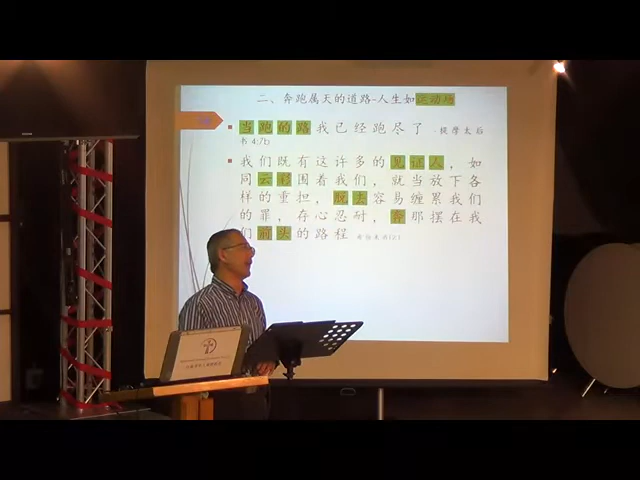 二、奔跑属天的道路-人生如运动场
当跑的路我已经跑尽了 -提摩太后
书4:7b
我们既有这许多的见证人，如
同云彩围着我们，就当放下各
样的重担，脱去容易缠累我们
的罪，存心忍耐，奔那摆在我
们前头的路程